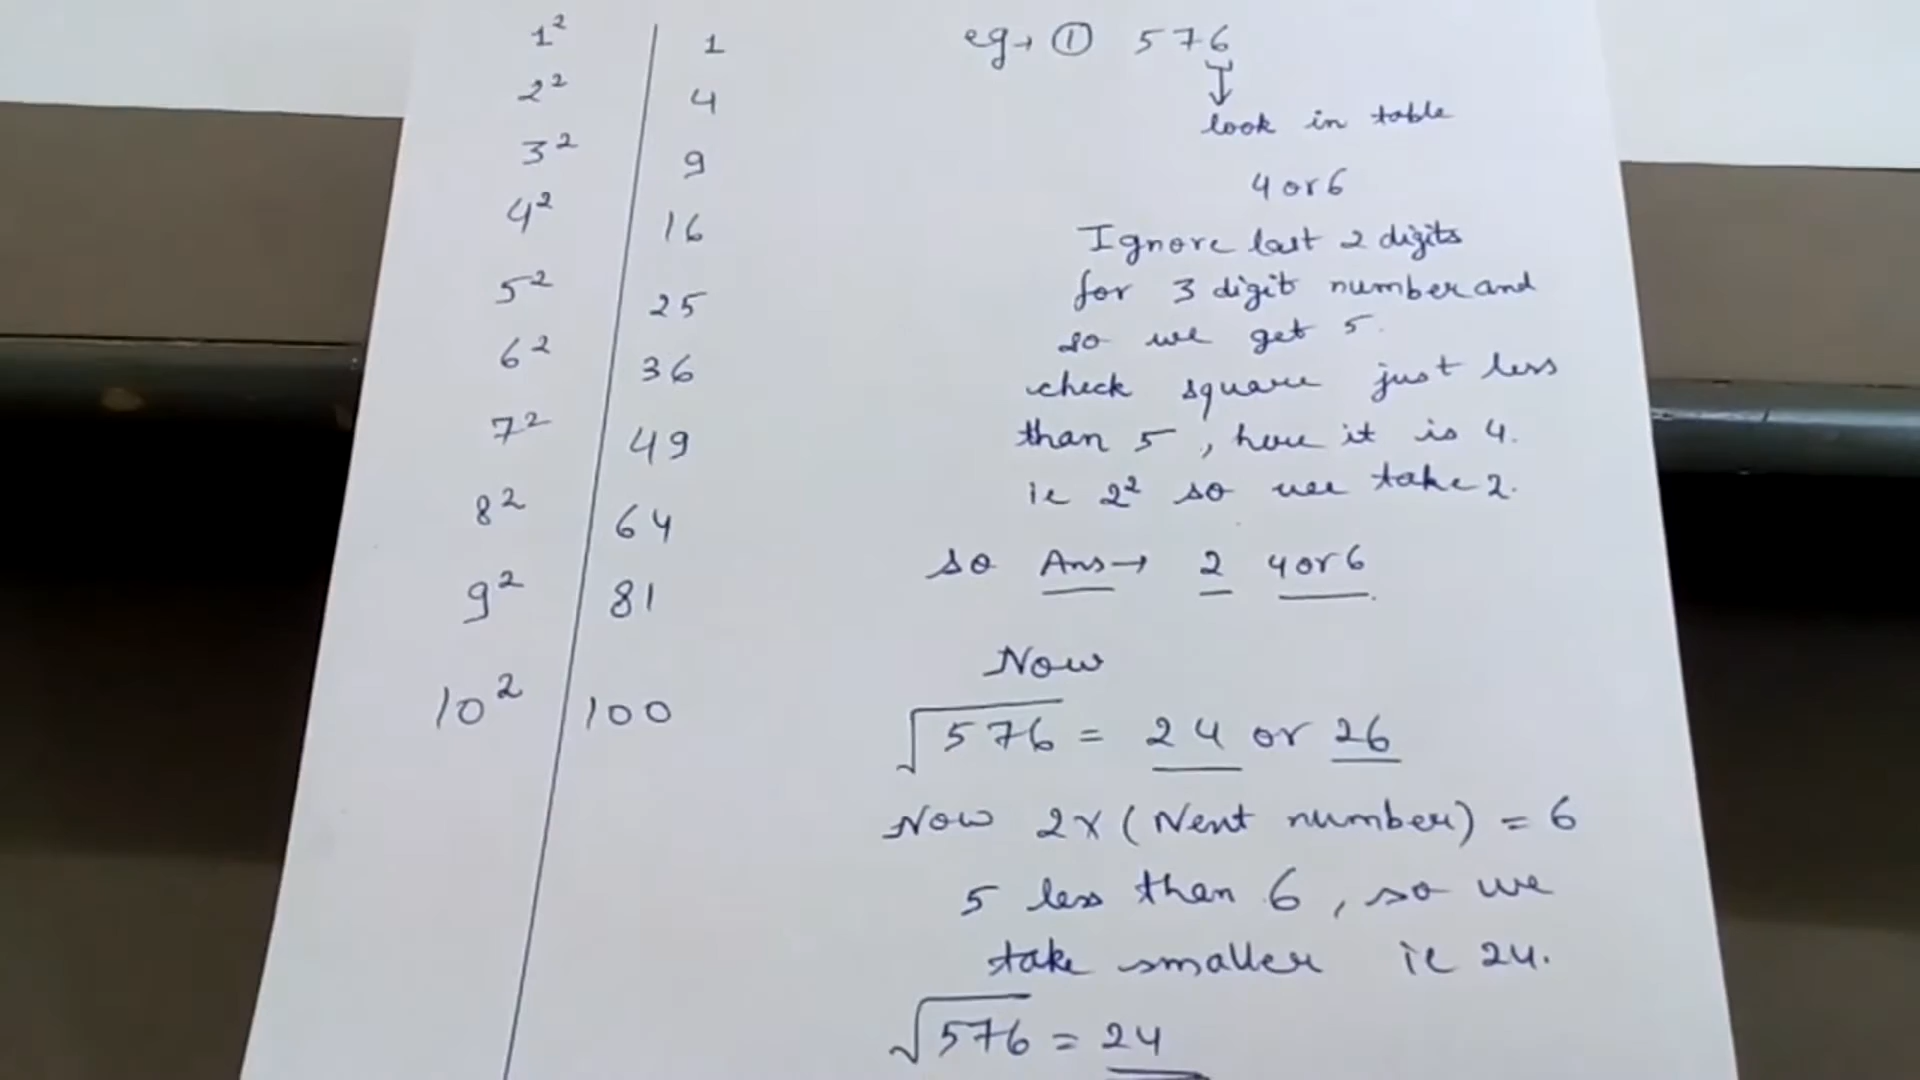 1² 1
2² 4
3² 9
4² 16
5² 25
6² 36
7² 49
8² 64
9² 81
10² 100
eg→ ① 576
look in table
4 or 6
Ignore last 2 digits
for 3 digit number and
so we get 5.
check square just less
than 5, here it is 4.
ie 2² so we take 2.
so Ans→ 2 4 or 6
Now
√576 = 24 or 26
Now 2x (Next number) = 6
5 less than 6, so we
take smaller ie 24.
√576 = 24